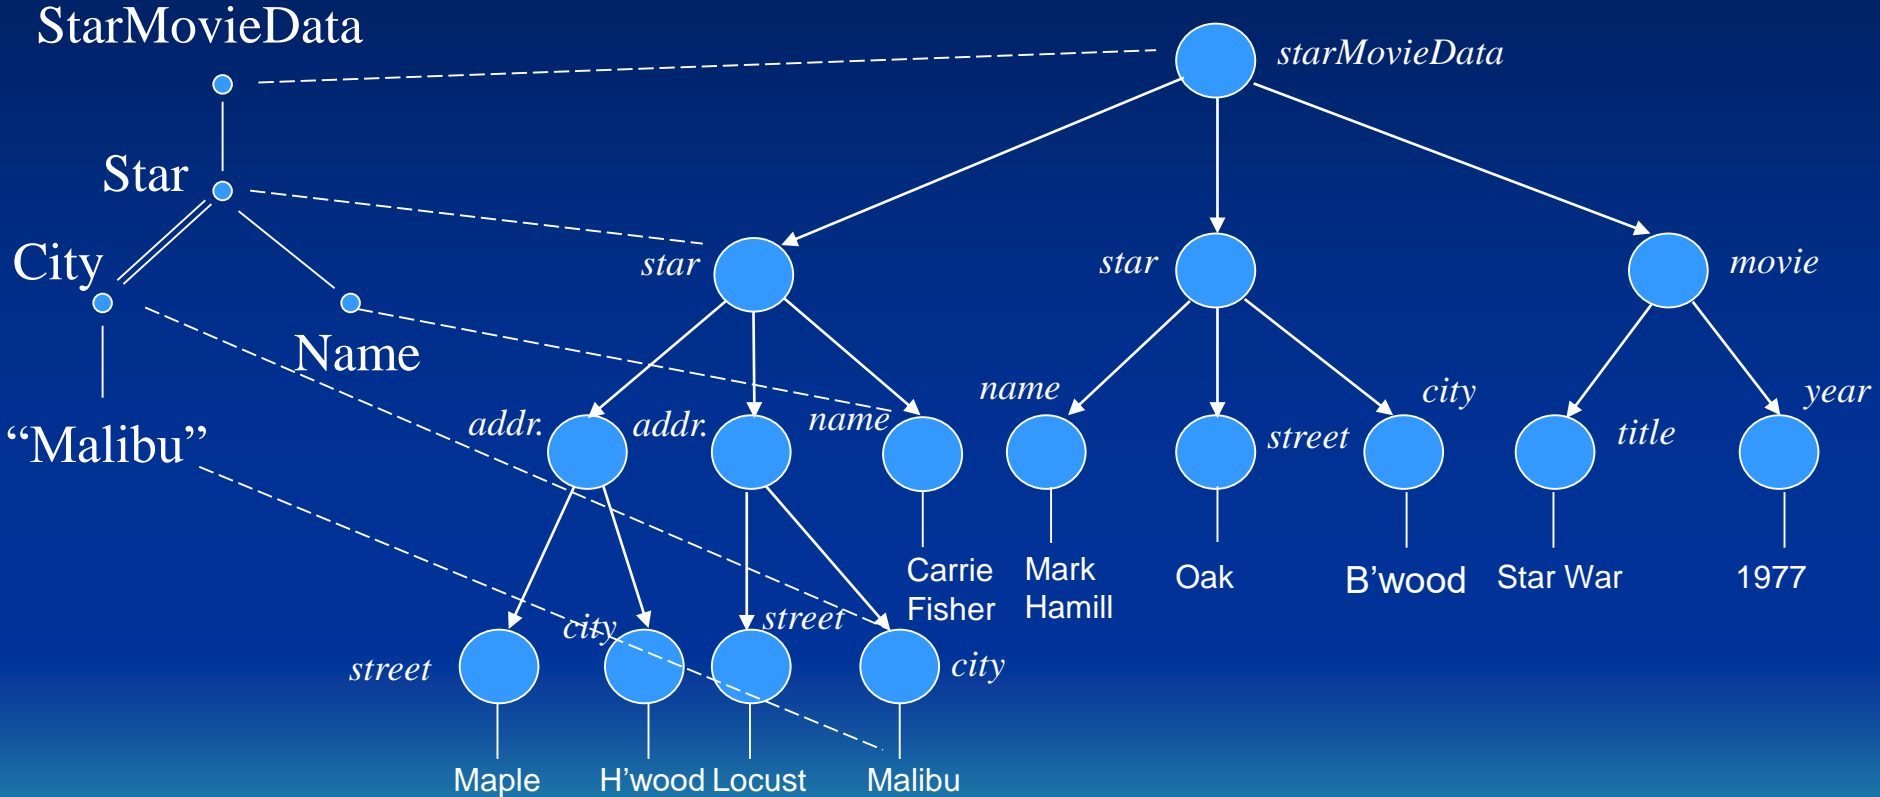 StarMovieData
starMovieData
Star
City
star
star
movie
Name
name
city
year
addr.
addr.
name
street
title
“Malibu”
Carrie
Fisher
Mark
Hamill
Oak
B’wood
Star War
1977
street
city
street
city
Maple
H’wood
Locust
Malibu